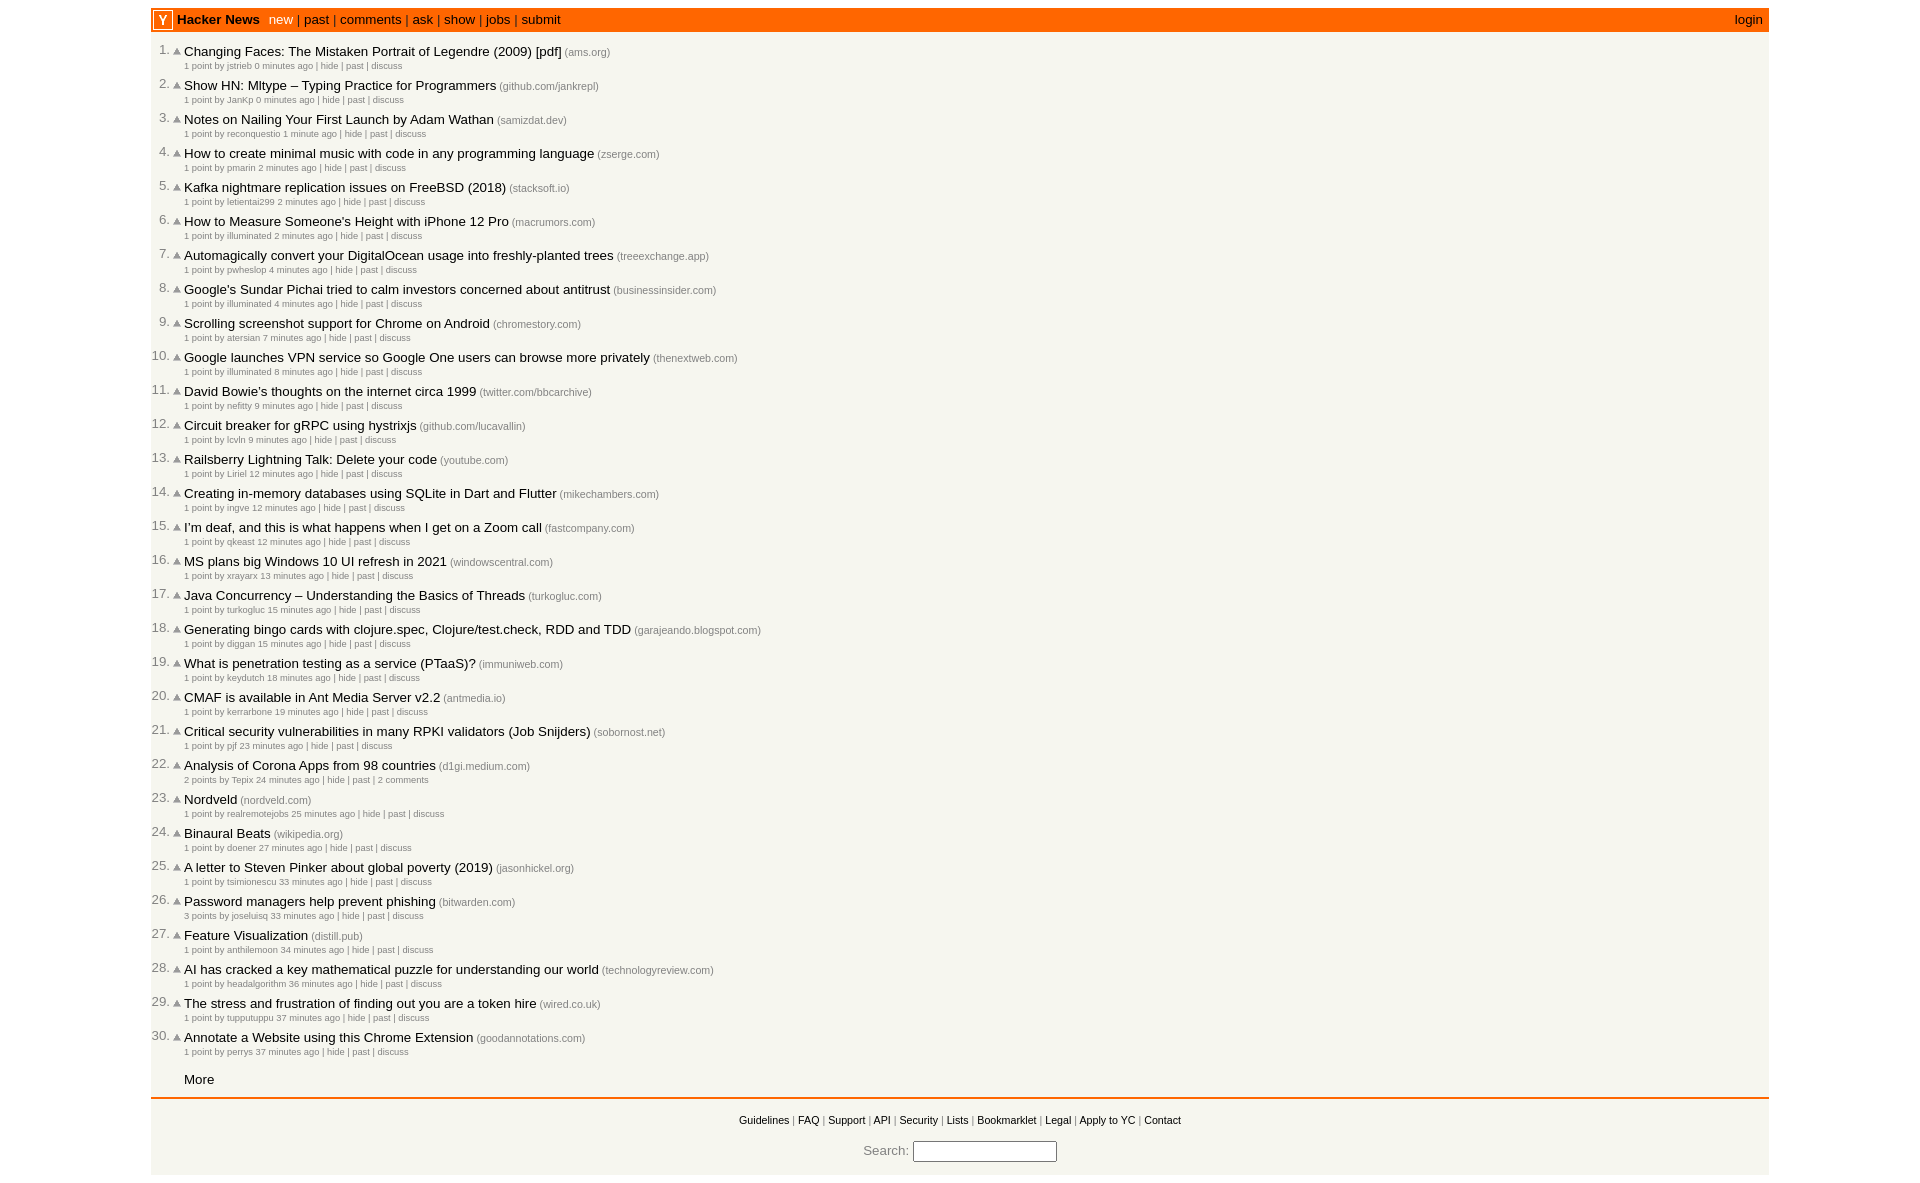 Y Hacker News new | past | comments | ask | show | jobs | submit login
1. Changing Faces: The Mistaken Portrait of Legendre (2009) [pdf] (ams.org)
1 point by jstrieb 0 minutes ago | hide | past | discuss
2. Show HN: Mltype – Typing Practice for Programmers (github.com/jankrepl)
1 point by JanKp 0 minutes ago | hide | past | discuss
3. Notes on Nailing Your First Launch by Adam Wathan (samizdat.dev)
1 point by reconquestio 1 minute ago | hide | past | discuss
4. How to create minimal music with code in any programming language (zserge.com)
1 point by pmarin 2 minutes ago | hide | past | discuss
5. Kafka nightmare replication issues on FreeBSD (2018) (stacksoft.io)
1 point by letientai299 2 minutes ago | hide | past | discuss
6. How to Measure Someone's Height with iPhone 12 Pro (macrumors.com)
1 point by illuminated 2 minutes ago | hide | past | discuss
7. Automagically convert your DigitalOcean usage into freshly-planted trees (treeexchange.app)
1 point by pwheslop 4 minutes ago | hide | past | discuss
8. Google's Sundar Pichai tried to calm investors concerned about antitrust (businessinsider.com)
1 point by illuminated 4 minutes ago | hide | past | discuss
9. Scrolling screenshot support for Chrome on Android (chromestory.com)
1 point by atersian 7 minutes ago | hide | past | discuss
10. Google launches VPN service so Google One users can browse more privately (thenextweb.com)
1 point by illuminated 8 minutes ago | hide | past | discuss
11. David Bowie’s thoughts on the internet circa 1999 (twitter.com/bbcarchive)
1 point by nefitty 9 minutes ago | hide | past | discuss
12. Circuit breaker for gRPC using hystrixjs (github.com/lucavallin)
1 point by lcvln 9 minutes ago | hide | past | discuss
13. Railsberry Lightning Talk: Delete your code (youtube.com)
1 point by Liriel 12 minutes ago | hide | past | discuss
14. Creating in-memory databases using SQLite in Dart and Flutter (mikechambers.com)
1 point by ingve 12 minutes ago | hide | past | discuss
15. I’m deaf, and this is what happens when I get on a Zoom call (fastcompany.com)
1 point by qkeast 12 minutes ago | hide | past | discuss
16. MS plans big Windows 10 UI refresh in 2021 (windowscentral.com)
1 point by xrayarx 13 minutes ago | hide | past | discuss
17. Java Concurrency – Understanding the Basics of Threads (turkogluc.com)
1 point by turkogluc 15 minutes ago | hide | past | discuss
18. Generating bingo cards with clojure.spec, Clojure/test.check, RDD and TDD (garajeando.blogspot.com)
1 point by diggan 15 minutes ago | hide | past | discuss
19. What is penetration testing as a service (PTaaS)? (immuniweb.com)
1 point by keydutch 18 minutes ago | hide | past | discuss
20. CMAF is available in Ant Media Server v2.2 (antmedia.io)
1 point by kerrarbone 19 minutes ago | hide | past | discuss
21. Critical security vulnerabilities in many RPKI validators (Job Snijders) (sobornost.net)
1 point by pjf 23 minutes ago | hide | past | discuss
22. Analysis of Corona Apps from 98 countries (d1gi.medium.com)
2 points by Tepix 24 minutes ago | hide | past | 2 comments
23. Nordveld (nordveld.com)
1 point by realremotejobs 25 minutes ago | hide | past | discuss
24. Binaural Beats (wikipedia.org)
1 point by doener 27 minutes ago | hide | past | discuss
25. A letter to Steven Pinker about global poverty (2019) (jasonhickel.org)
1 point by tsimionescu 33 minutes ago | hide | past | discuss
26. Password managers help prevent phishing (bitwarden.com)
3 points by joseluisq 33 minutes ago | hide | past | discuss
27. Feature Visualization (distill.pub)
1 point by anthilemoon 34 minutes ago | hide | past | discuss
28. AI has cracked a key mathematical puzzle for understanding our world (technologyreview.com)
1 point by headalgorithm 36 minutes ago | hide | past | discuss
29. The stress and frustration of finding out you are a token hire (wired.co.uk)
1 point by tupputuppu 37 minutes ago | hide | past | discuss
30. Annotate a Website using this Chrome Extension (goodannotations.com)
1 point by perrys 37 minutes ago | hide | past | discuss
More
Guidelines | FAQ | Support | API | Security | Lists | Bookmarklet | Legal | Apply to YC | Contact
Search: